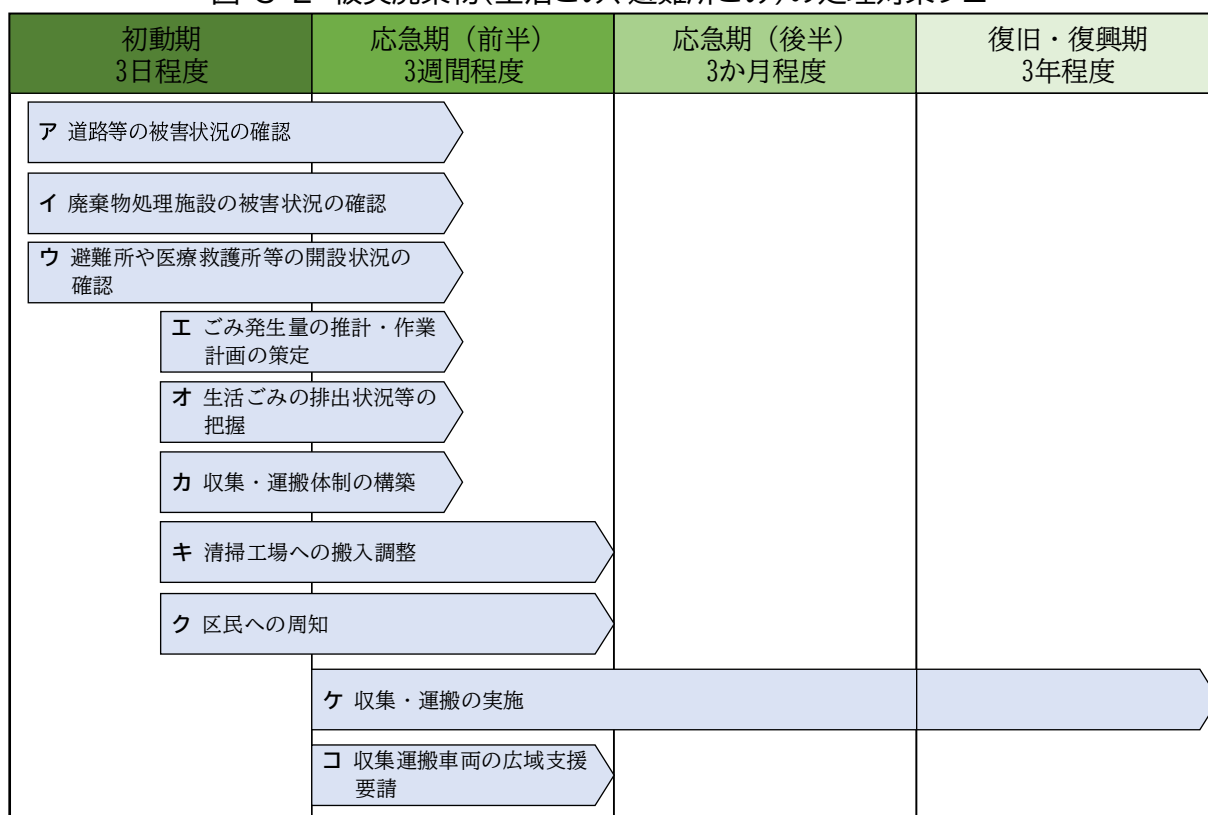 初動期
3日程度
応急期（前半）
3週間程度
応急期（後半）
3か月程度
復旧・復興期
3年程度
ア 道路等の被害状況の確認
イ 廃棄物処理施設の被害状況の確認
ウ 避難所や医療救護所等の開設状況の
確認
エ ごみ発生量の推計・作業
計画の策定
オ 生活ごみの排出状況等の
把握
カ 収集・運搬体制の構築
キ 清掃工場への搬入調整
ク 区民への周知
ケ 収集・運搬の実施
コ 収集運搬車両の広域支援
要請